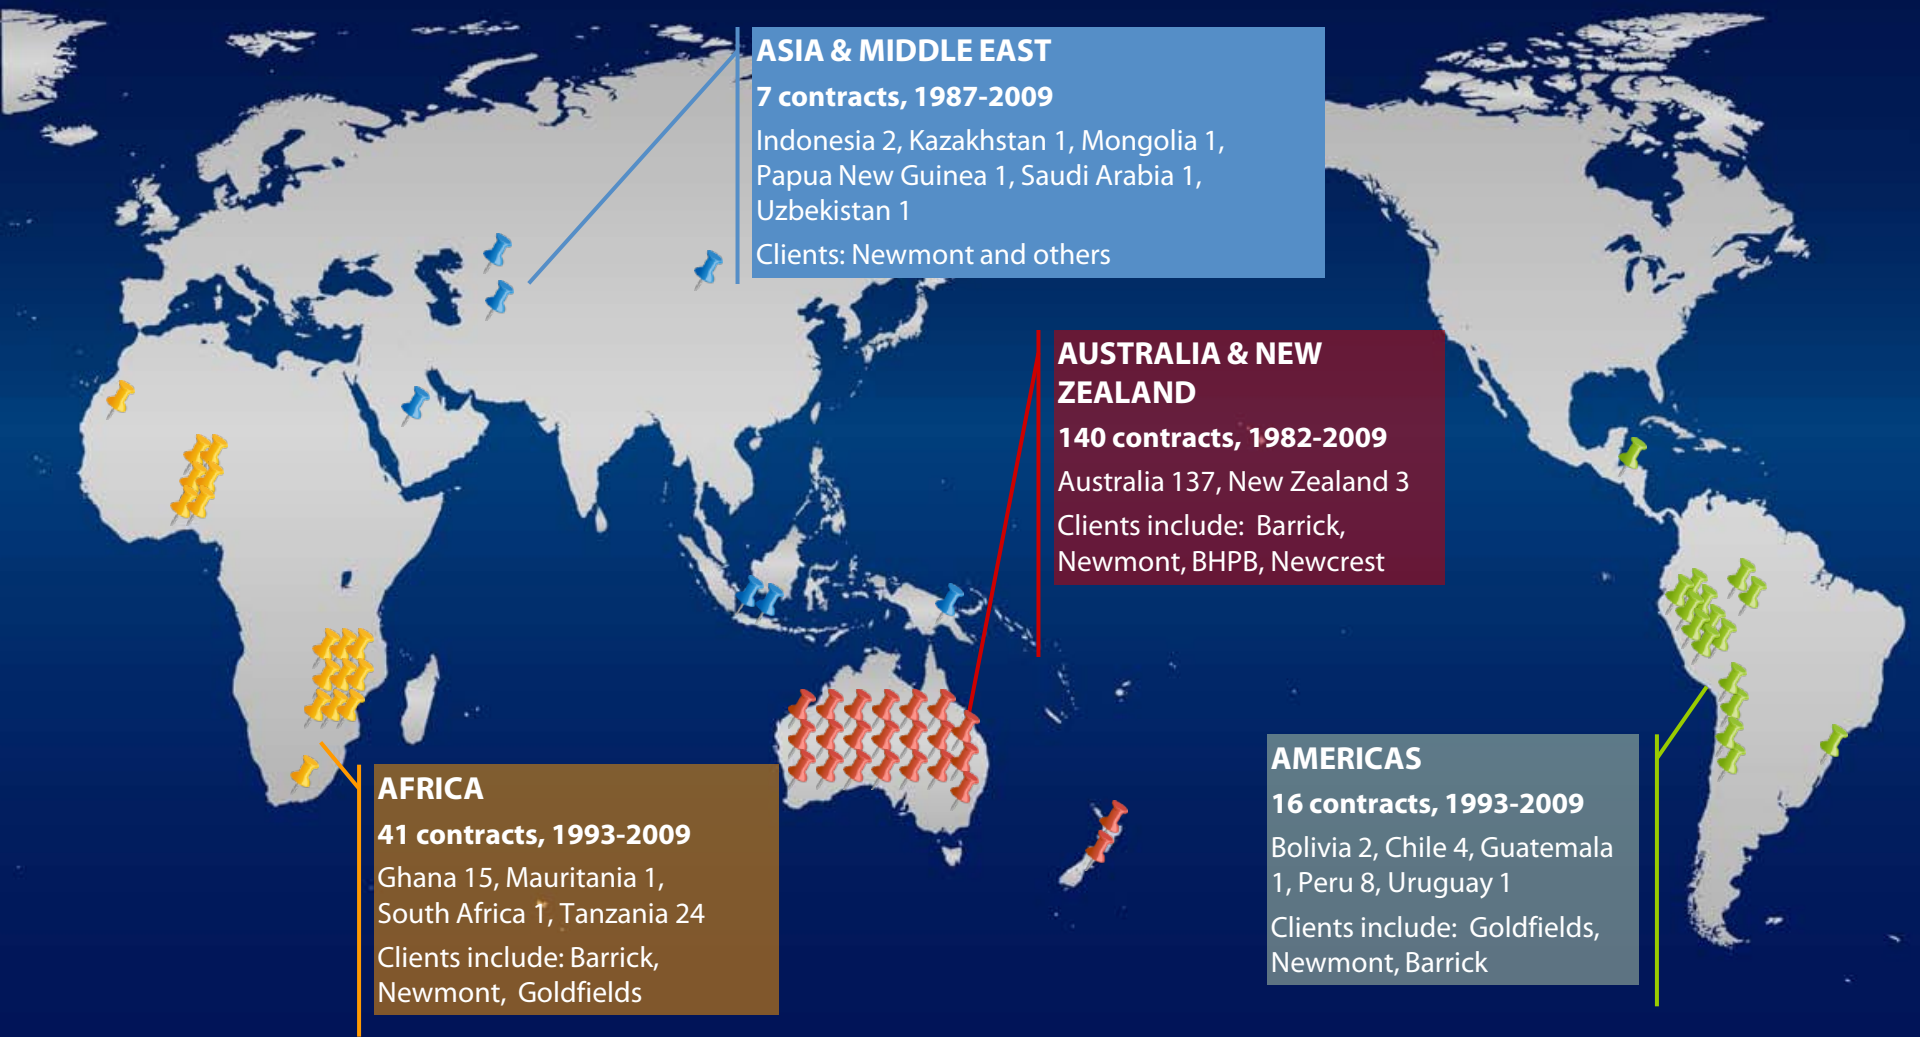 ASIA & MIDDLE EAST
7 contracts, 1987-2009
Indonesia 2, Kazakhstan 1, Mongolia 1,
Papua New Guinea 1, Saudi Arabia 1,
Uzbekistan 1
Clients: Newmont and others
AUSTRALIA & NEW
ZEALAND
140 contracts, 1982-2009
Australia 137, New Zealand 3
Clients include: Barrick,
Newmont, BHPB, Newcrest
AFRICA
41 contracts, 1993-2009
Ghana 15, Mauritania 1,
South Africa 1, Tanzania 24
Clients include: Barrick,
Newmont, Goldfields
AMERICAS
16 contracts, 1993-2009
Bolivia 2, Chile 4, Guatemala
1, Peru 8, Uruguay 1
Clients include: Goldfields,
Newmont, Barrick